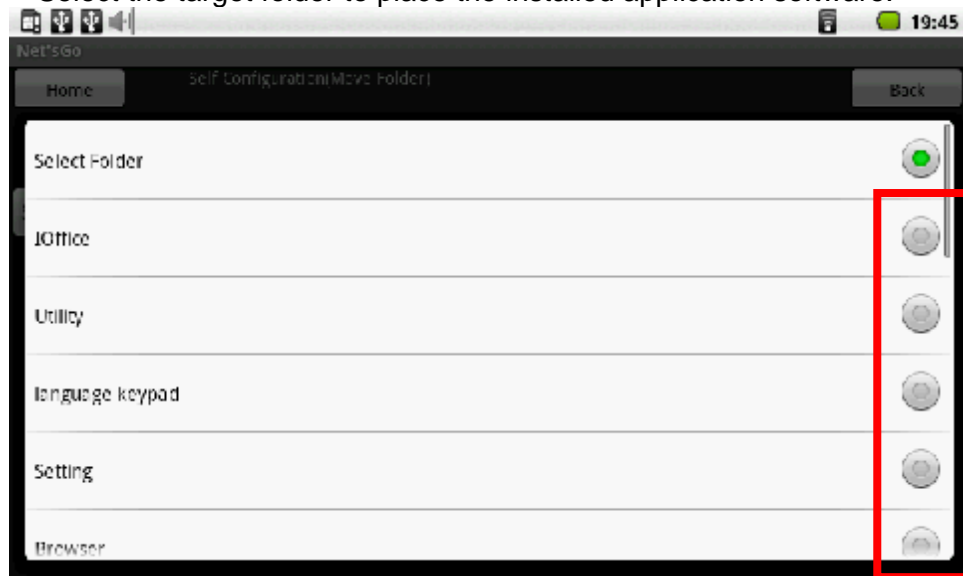 Select the target folder to place the installed application software.
19:45
Net'sGo
Home
Self Configuration(Move Folder)
Back
Select Folder
IOffice
Utility
language keypad
Setting
Browser